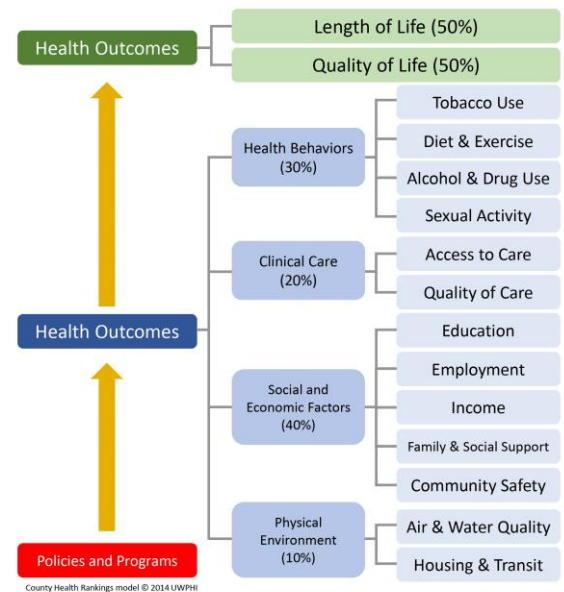 Health Outcomes
Length of Life (50%)
Quality of Life (50%)
Health Outcomes
Health Behaviors
(30%)
Tobacco Use
Diet & Exercise
Alcohol & Drug Use
Sexual Activity
Clinical Care
(20%)
Access to Care
Quality of Care
Social and
Economic Factors
(40%)
Education
Employment
Income
Family & Social Support
Community Safety
Physical
Environment
(10%)
Air & Water Quality
Housing & Transit
Policies and Programs
County Health Rankings model © 2014 UWPHI